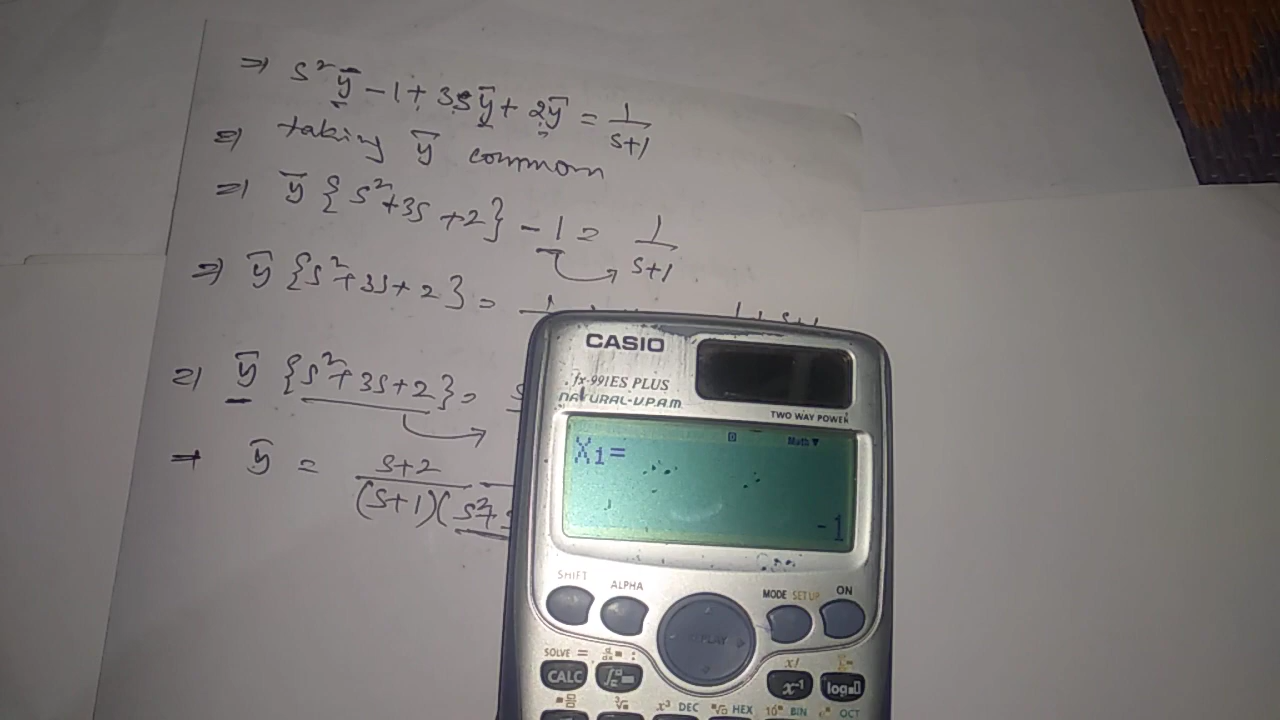 ⇒ s²ȳ - 1 + 3sȳ + 2ȳ = 1/(s+1)
⇒ taking ȳ common
⇒ ȳ {s²+3s+2} - 1 = 1/(s+1)
⇒ ȳ {s²+3s+2} =
⇒ ȳ {s²+3s+2} =
⇒ ȳ = s+2/(s+1)(s²+
CASIO
fx-991ES PLUS
NATURAL-V.P.A.M.
TWO WAY POWER
D Math▼
X₁=
-1
SHIFT ALPHA MODE SETUP ON
REPLAY
SOLVE = d/dx x!
CALC x⁻¹ log
x³ DEC HEX 10ˣ BIN OCT